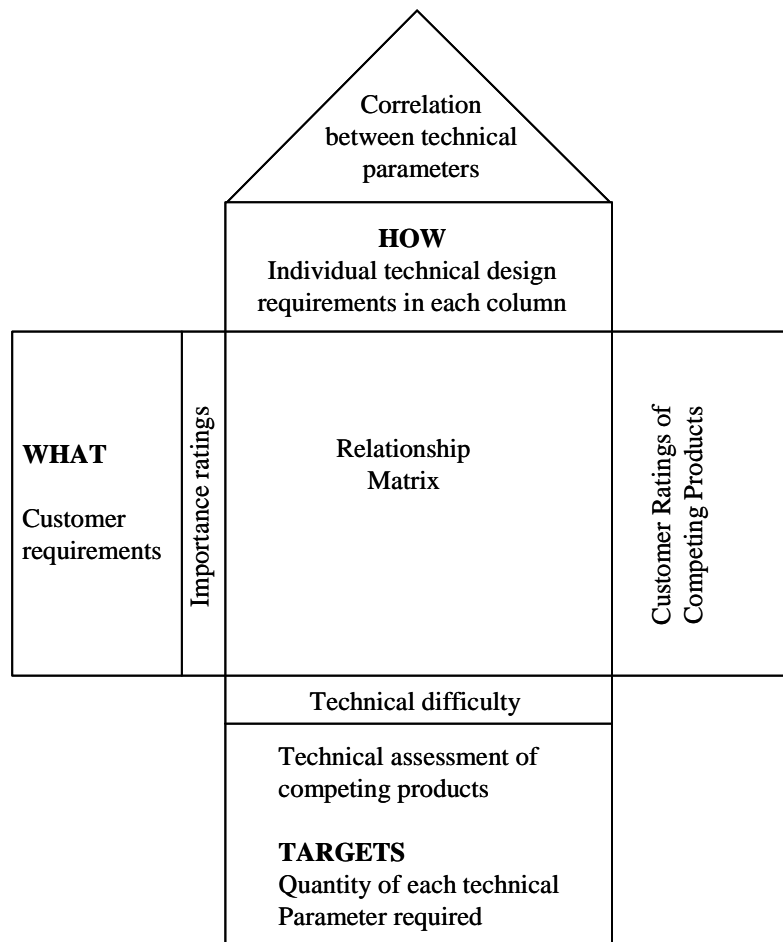 Correlation
between technical
parameters
HOW
Individual technical design
requirements in each column
WHAT
Customer
requirements
Importance ratings
Relationship
Matrix
Customer Ratings of
Competing Products
Technical difficulty
Technical assessment of
competing products
TARGETS
Quantity of each technical
Parameter required